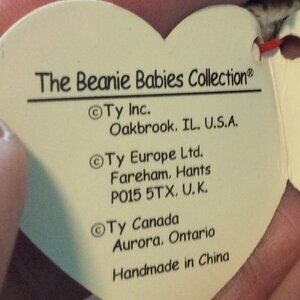 The Beanie Babies Collection®
©Ty Inc.
Oakbrook, IL. U.S.A.
©Ty Europe Ltd.
Fareham, Hants
PO15 5TX, U.K.
©Ty Canada
Aurora, Ontario
Handmade in China